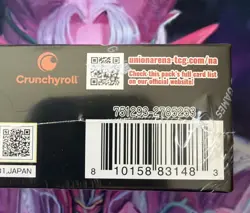 Crunchyroll
unionarena-tcg.com/na
Check this pack's full card list
on our official website.
8 10158 83148 3
01,JAPAN